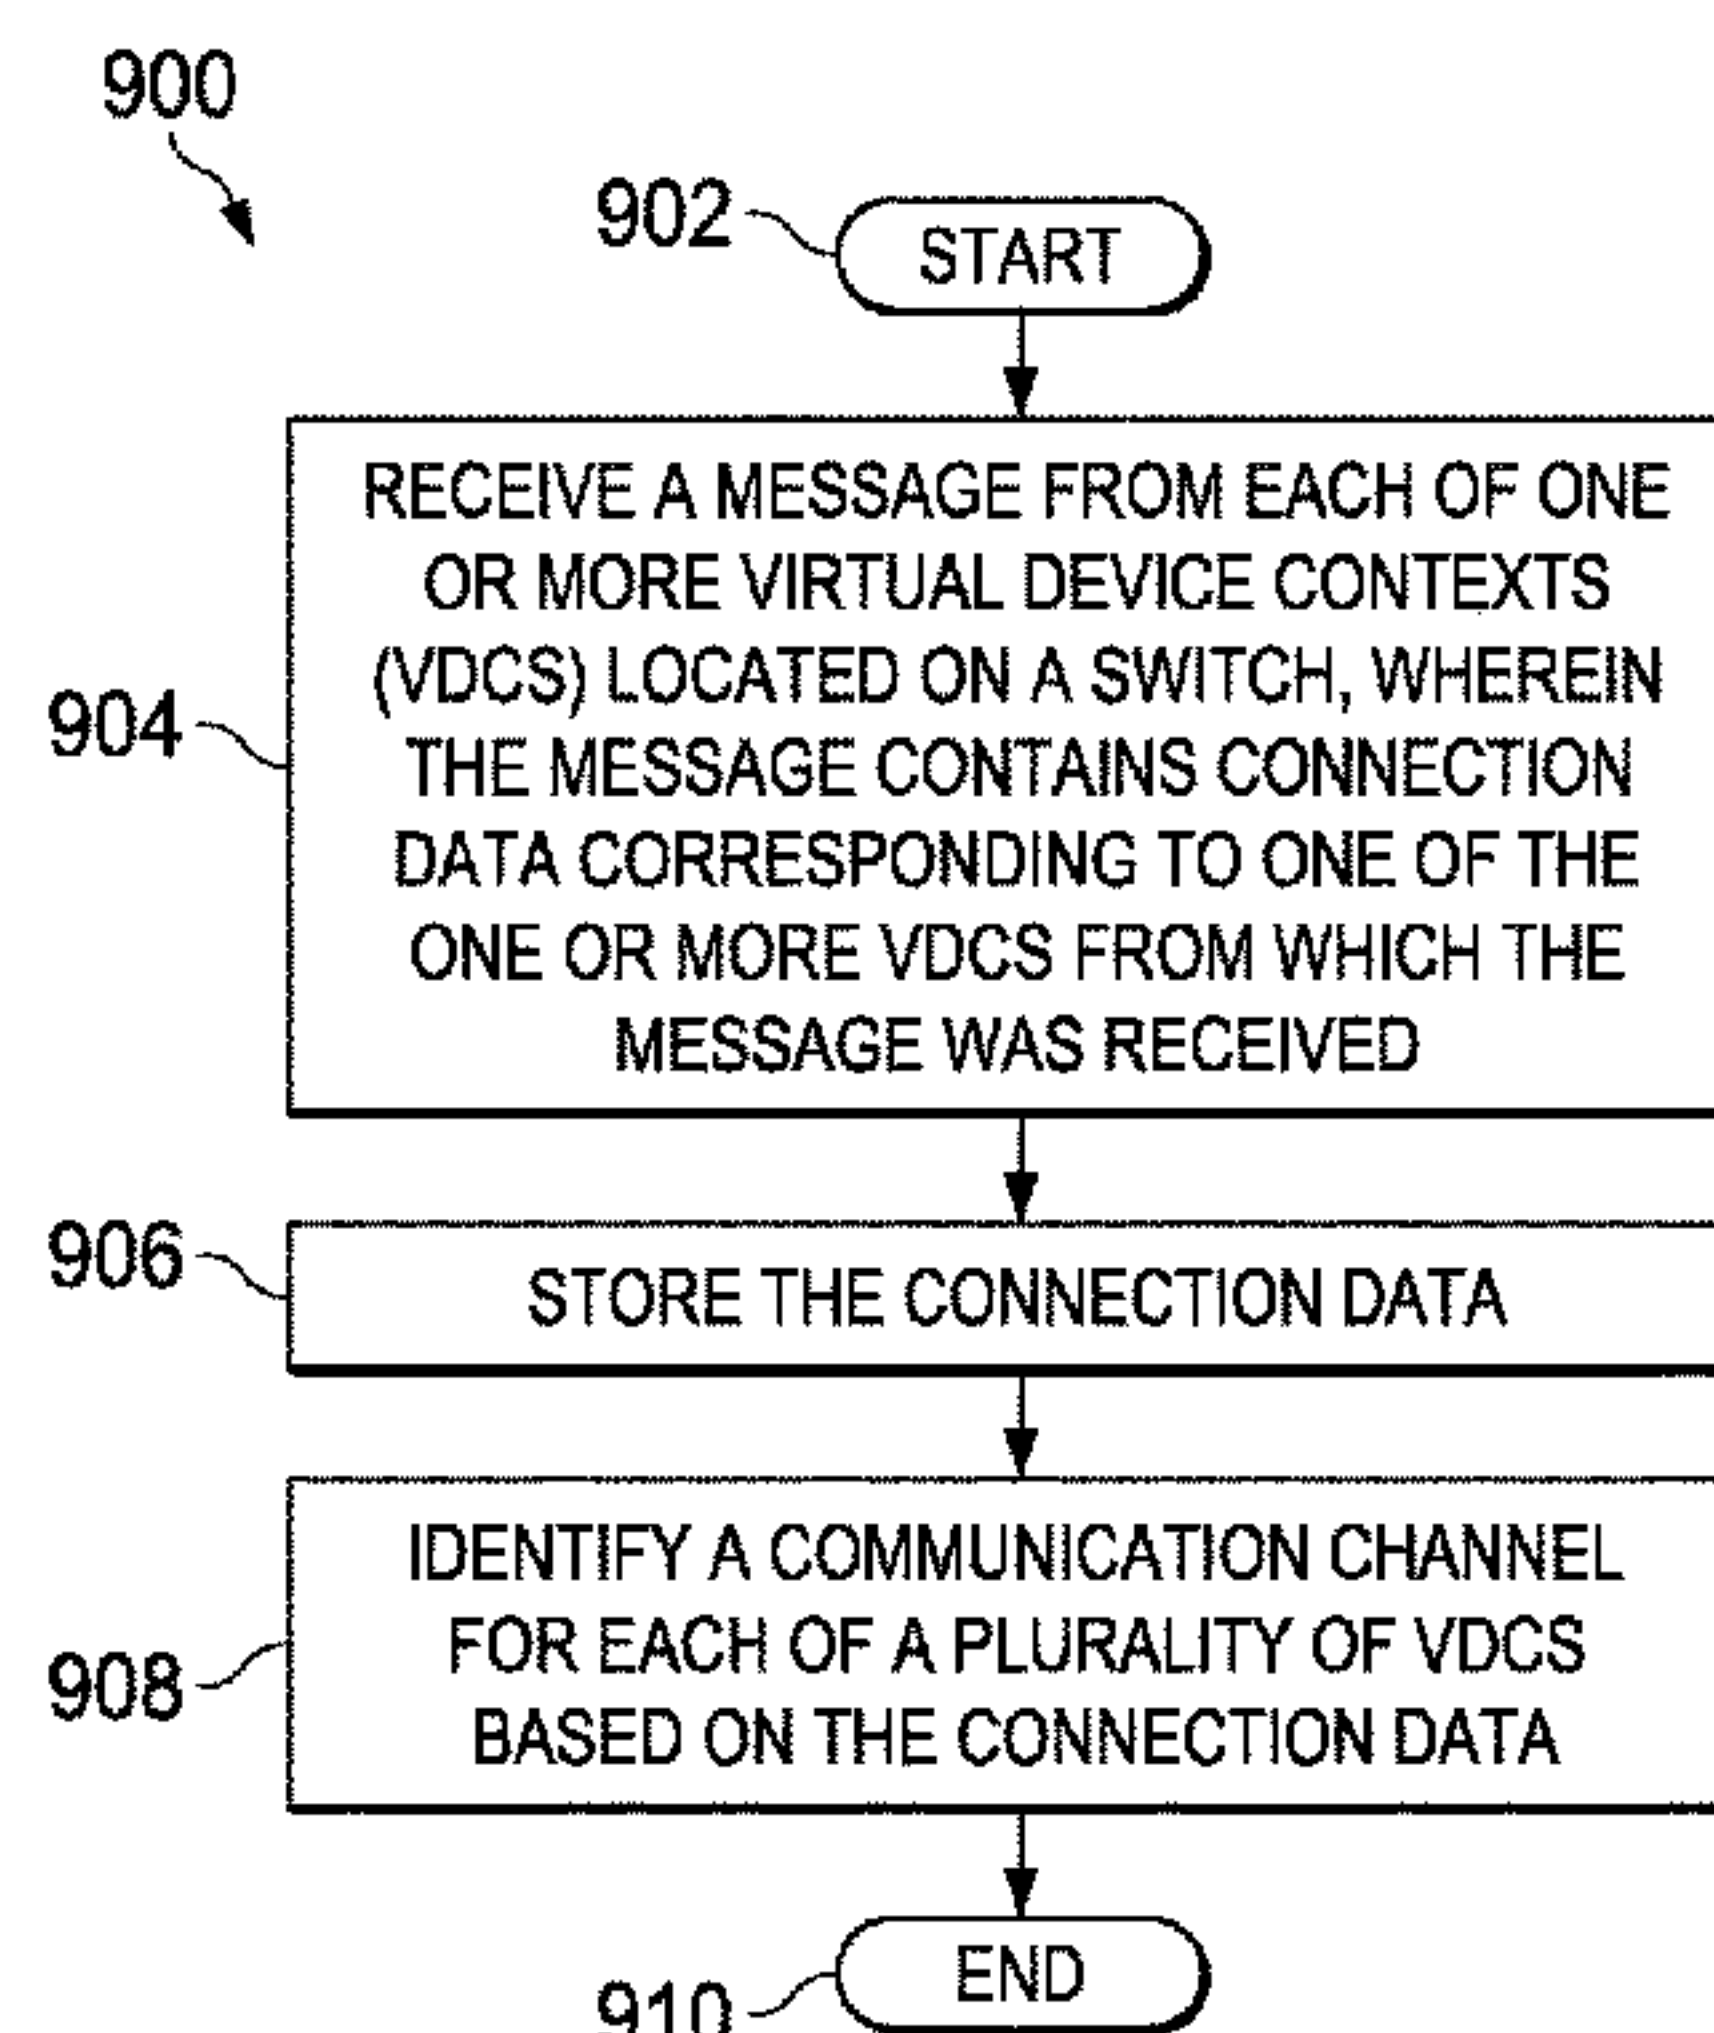 900
902
START
904
RECEIVE A MESSAGE FROM EACH OF ONE
OR MORE VIRTUAL DEVICE CONTEXTS
(VDCS) LOCATED ON A SWITCH, WHEREIN
THE MESSAGE CONTAINS CONNECTION
DATA CORRESPONDING TO ONE OF THE
ONE OR MORE VDCS FROM WHICH THE
MESSAGE WAS RECEIVED
906
STORE THE CONNECTION DATA
908
IDENTIFY A COMMUNICATION CHANNEL
FOR EACH OF A PLURALITY OF VDCS
BASED ON THE CONNECTION DATA
910
END